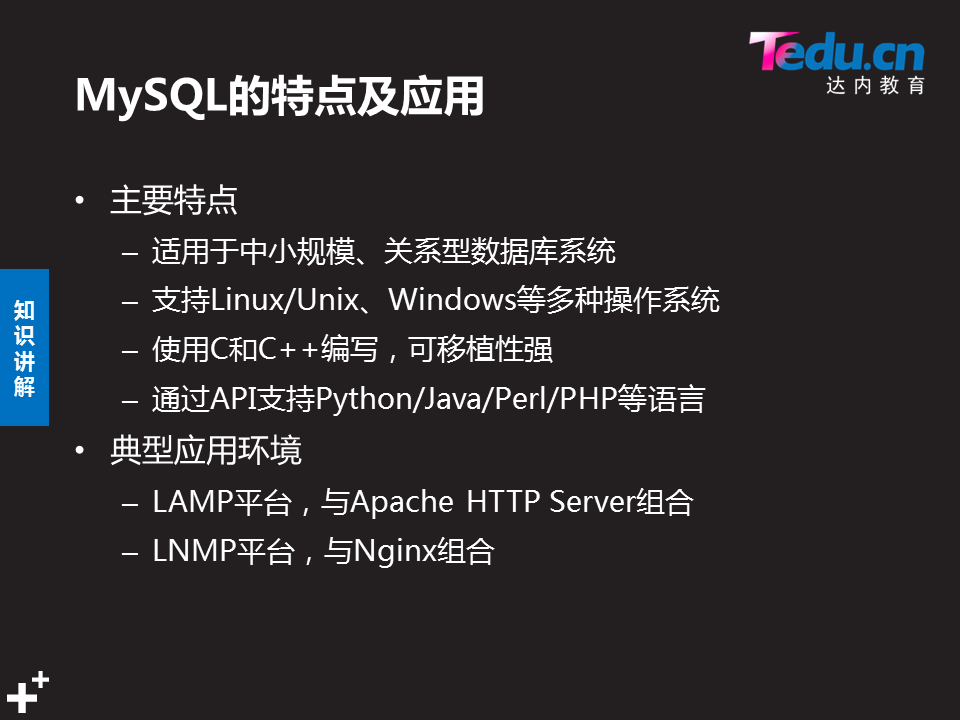 Tedu.cn
达内教育
MySQL的特点及应用
• 主要特点
– 适用于中小规模、关系型数据库系统
– 支持Linux/Unix、Windows等多种操作系统
– 使用C和C++编写，可移植性强
– 通过API支持Python/Java/Perl/PHP等语言
• 典型应用环境
– LAMP平台，与Apache HTTP Server组合
– LNMP平台，与Nginx组合
知识讲解